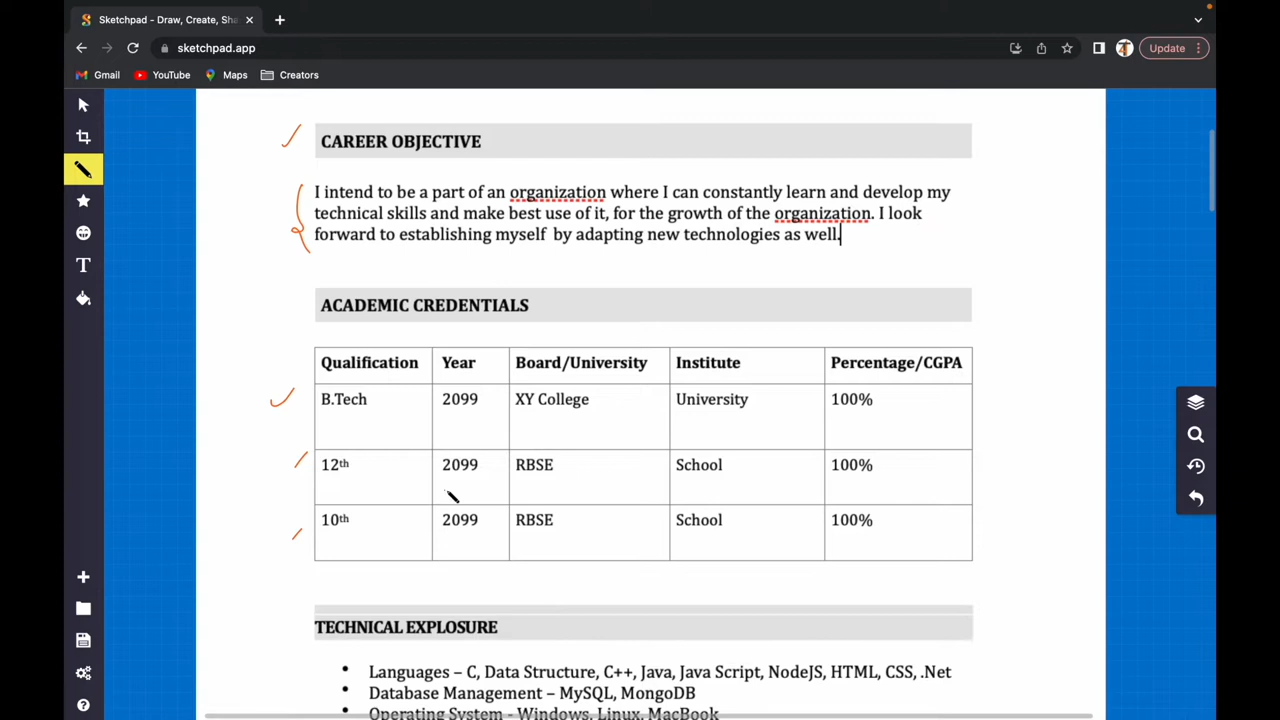 Sketchpad - Draw, Create, Sha
sketchpad.app
Update
Gmail
YouTube
Maps
Creators
CAREER OBJECTIVE
I intend to be a part of an organization where I can constantly learn and develop my
technical skills and make best use of it, for the growth of the organization. I look
forward to establishing myself by adapting new technologies as well.
ACADEMIC CREDENTIALS
Qualification Year Board/University Institute Percentage/CGPA
B.Tech 2099 XY College University 100%
12th 2099 RBSE School 100%
10th 2099 RBSE School 100%
TECHNICAL EXPLOSURE
• Languages – C, Data Structure, C++, Java, Java Script, NodeJS, HTML, CSS, .Net
• Database Management – MySQL, MongoDB
• Operating System - Windows, Linux, MacBook